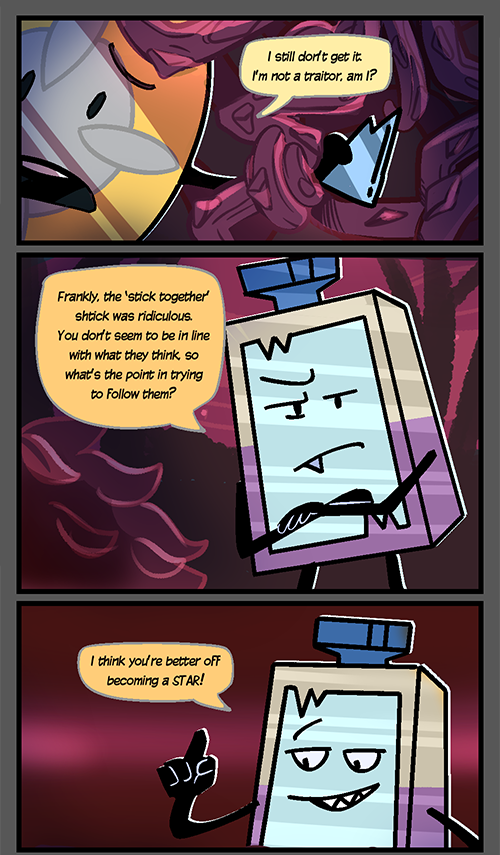 I still don't get it.
I'm not a traitor, am I?
Frankly, the 'stick together'
shtick was ridiculous.
You don't seem to be in line
with what they think, so
what's the point in trying
to follow them?
I think you're better off
becoming a STAR!